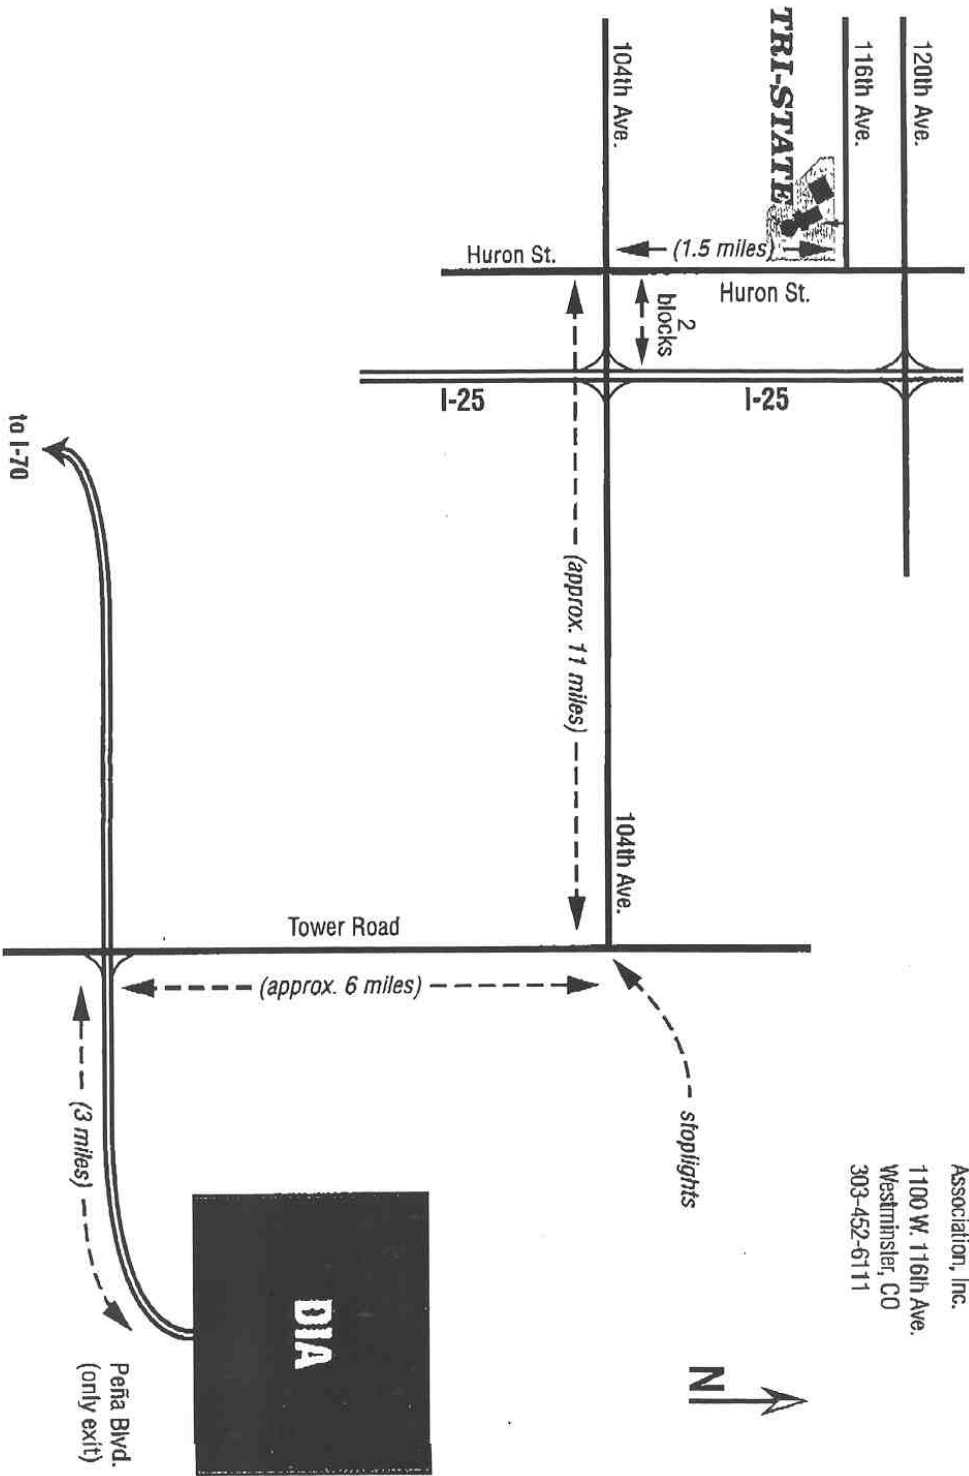 Association, Inc.
1100 W. 116th Ave.
Westminster, CO
303-452-6111
120th Ave.
116th Ave.
TRI-STATE
(1.5 miles)
Huron St.
Huron St.
2
blocks
104th Ave.
I-25
I-25
(approx. 11 miles)
104th Ave.
stoplights
Tower Road
(approx. 6 miles)
to I-70
(3 miles)
DIA
Peña Blvd.
(only exit)
N